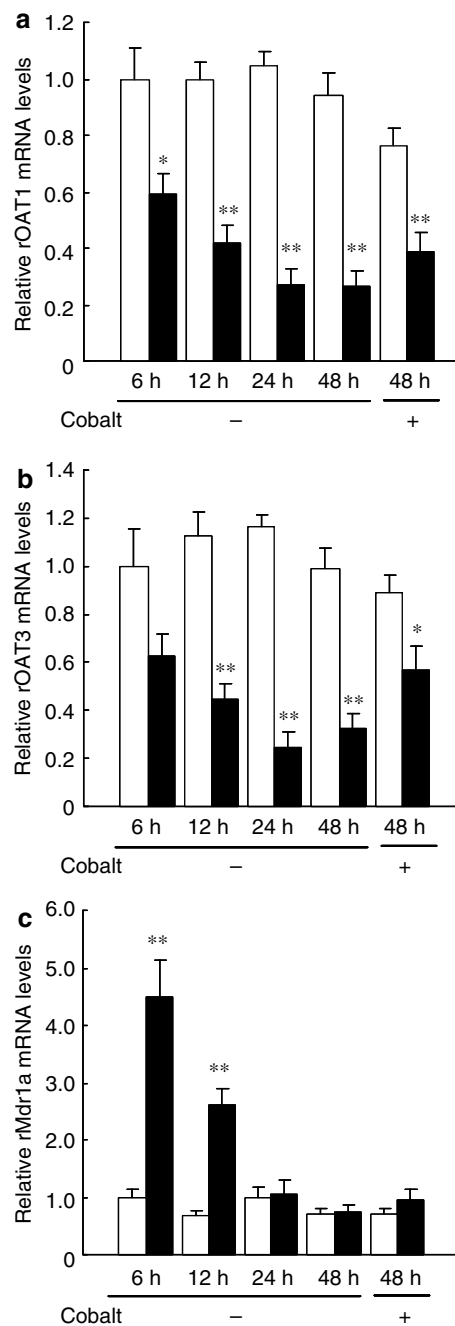 a
Relative rOAT1 mRNA levels
1.2
1.0
0.8
0.6
0.4
0.2
0
*
**
**
**
**
6 h 12 h 24 h 48 h 48 h
Cobalt – +
b
Relative rOAT3 mRNA levels
1.4
1.2
1.0
0.8
0.6
0.4
0.2
0
**
**
**
*
6 h 12 h 24 h 48 h 48 h
Cobalt – +
c
Relative rMdr1a mRNA levels
6.0
5.0
4.0
3.0
2.0
1.0
0
**
**
6 h 12 h 24 h 48 h 48 h
Cobalt – +